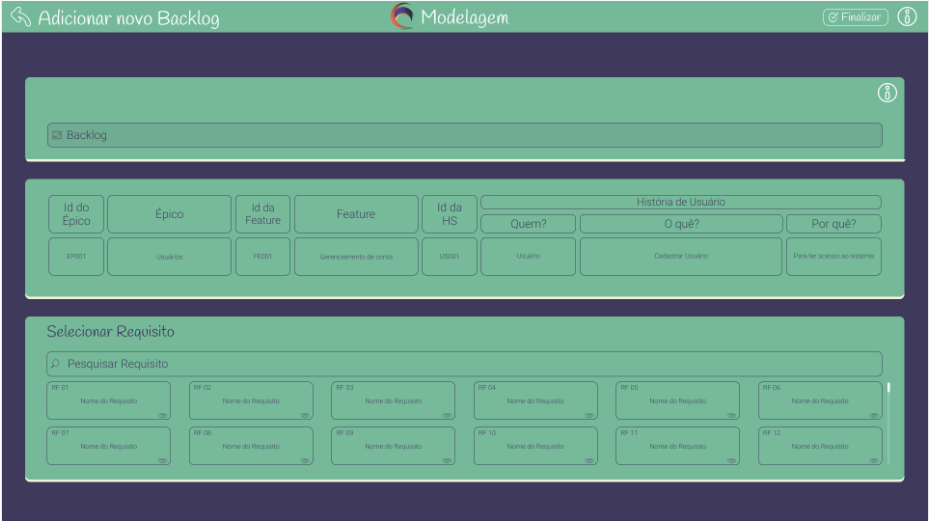 Adicionar novo Backlog
Modelagem
Finalizar
Backlog
Id do Épico
Épico
Id da Feature
Feature
Id da HS
História de Usuário
Quem?
O quê?
Por quê?
EP001
Usuários
FE001
Gerenciamento de conta
US001
Usuário
Cadastrar Usuário
Para ter acesso ao sistema
Selecionar Requisito
Pesquisar Requisito
RF 01
Nome do Requisito
RF 02
Nome do Requisito
RF 03
Nome do Requisito
RF 04
Nome do Requisito
RF 05
Nome do Requisito
RF 06
Nome do Requisito
RF 07
Nome do Requisito
RF 08
Nome do Requisito
RF 09
Nome do Requisito
RF 10
Nome do Requisito
RF 11
Nome do Requisito
RF 12
Nome do Requisito